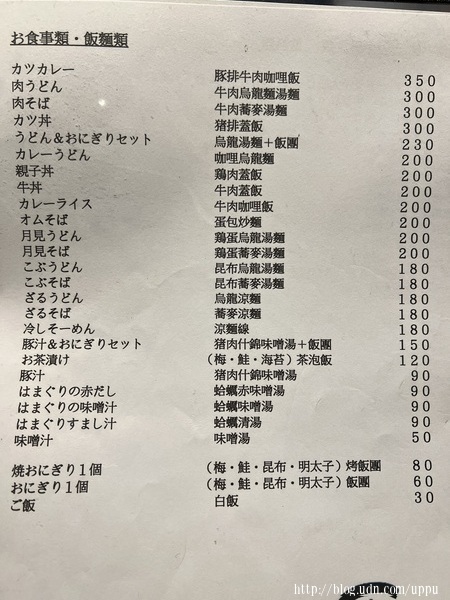 お食事類・飯麵類
カツカレー 豚排牛肉咖哩飯 350
肉うどん 牛肉烏龍麵湯麵 300
肉そば 牛肉蕎麥湯麵 300
カツ丼 猪排蓋飯 300
うどん＆おにぎりセット 烏龍湯麵＋飯團 230
カレーうどん 咖哩烏龍麵 200
親子丼 鶏肉蓋飯 200
牛丼 牛肉蓋飯 200
カレーライス 牛肉咖哩飯 200
オムそば 蛋包炒麵 200
月見うどん 鶏蛋烏龍湯麵 200
月見そば 鶏蛋蕎麥湯麵 200
こぶうどん 昆布烏龍湯麵 180
こぶそば 昆布蕎麥湯麵 180
ざるうどん 烏龍涼麵 180
ざるそば 蕎麥涼麵 180
冷しそーめん 涼麵線 180
豚汁＆おにぎりセット 猪肉什錦味噌湯＋飯團 150
お茶漬け （梅・鮭・海苔）茶泡飯 120
豚汁 猪肉什錦味噌湯 90
はまぐりの赤だし 蛤蠣赤味噌湯 90
はまぐりの味噌汁 蛤蠣味噌湯 90
はまぐりすまし汁 蛤蠣清湯 90
味噌汁 味噌湯 50
焼おにぎり１個 （梅・鮭・昆布・明太子）烤飯團 80
おにぎり１個 （梅・鮭・昆布・明太子）飯團 60
ご飯 白飯 30
http://blog.udn.com/uppu